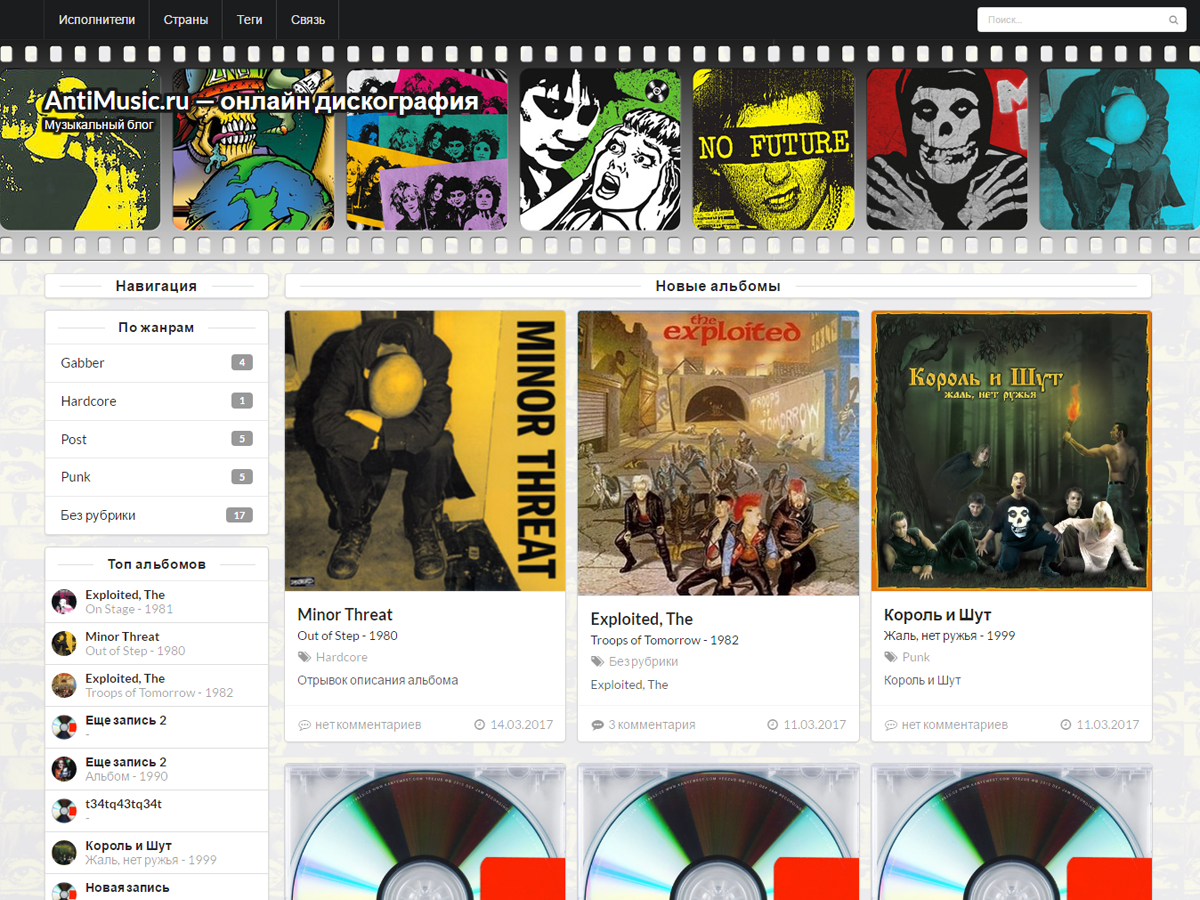 Исполнители
Страны
Теги
Связь
Поиск...
AntiMusic.ru — онлайн дискография
Музыкальный блог
NO FUTURE
M
Навигация
По жанрам
Gabber 4
Hardcore 1
Post 5
Punk 5
Без рубрики 17
Топ альбомов
Exploited, The
On Stage - 1981
Minor Threat
Out of Step - 1980
Exploited, The
Troops of Tomorrow - 1982
Еще запись 2
-
Еще запись 2
Альбом - 1990
t34tq43tq34t
-
Король и Шут
Жаль, нет ружья - 1999
Новая запись
Новые альбомы
MINOR THREAT
Minor Threat
Out of Step - 1980
Hardcore
Отрывок описания альбома
нет комментариев
14.03.2017
the
exploited
TROOPS OF
TOMORROW
Exploited, The
Troops of Tomorrow - 1982
Без рубрики
Exploited, The
3 комментария
11.03.2017
Король и Шут
жаль, нет ружья
Король и Шут
Жаль, нет ружья - 1999
Punk
Король и Шут
нет комментариев
11.03.2017